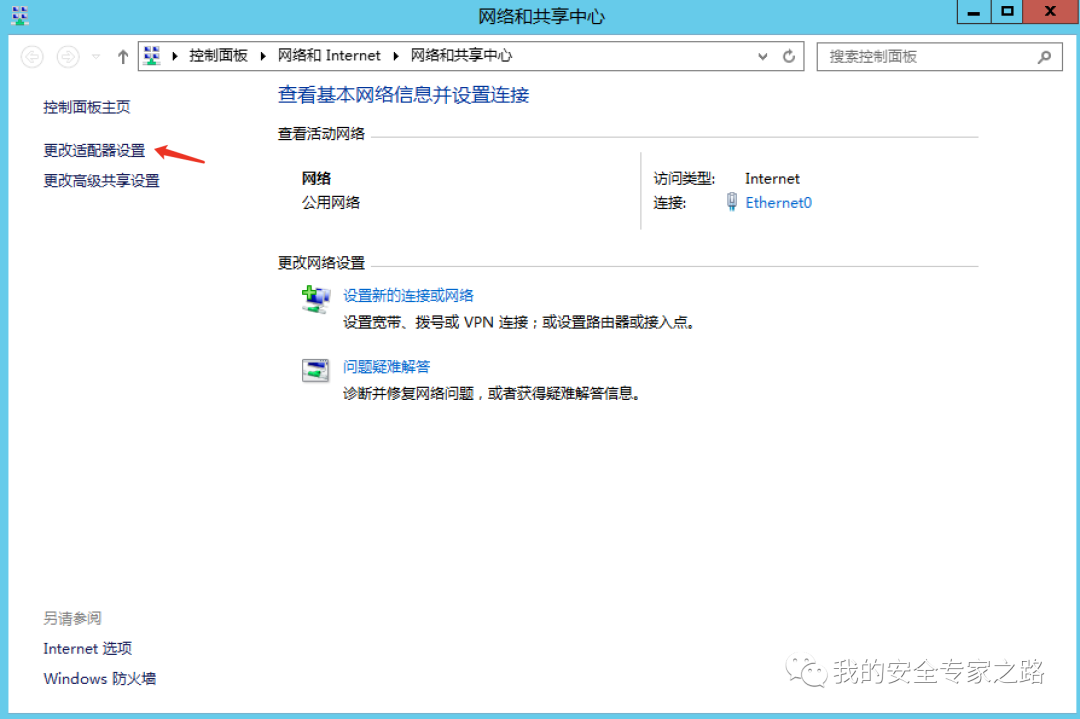 网络和共享中心
控制面板 网络和 Internet 网络和共享中心
搜索控制面板
控制面板主页
更改适配器设置
更改高级共享设置
查看基本网络信息并设置连接
查看活动网络
网络
公用网络
访问类型: Internet
连接: Ethernet0
更改网络设置
设置新的连接或网络
设置宽带、拨号或 VPN 连接；或设置路由器或接入点。
问题疑难解答
诊断并修复网络问题，或者获得疑难解答信息。
另请参阅
Internet 选项
Windows 防火墙
我的安全专家之路